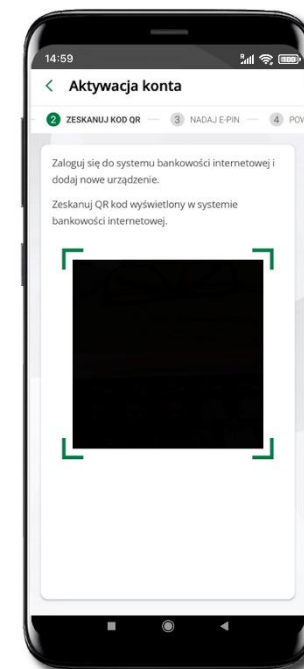 14:59
Aktywacja konta
2 ZESKANUJ KOD QR 3 NADAJ E-PIN 4 POW
Zaloguj się do systemu bankowości internetowej i
dodaj nowe urządzenie.
Zeskanuj QR kod wyświetlony w systemie
bankowości internetowej.